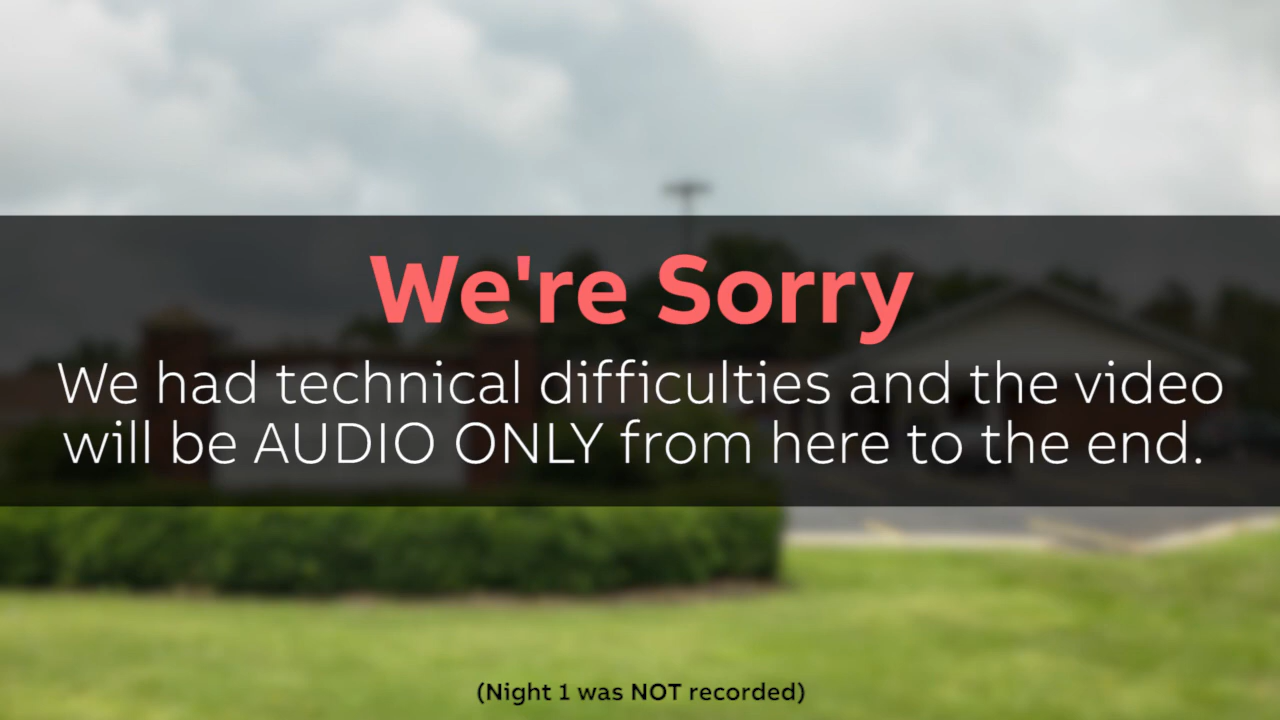 We're Sorry
We had technical difficulties and the video
will be AUDIO ONLY from here to the end.
(Night 1 was NOT recorded)